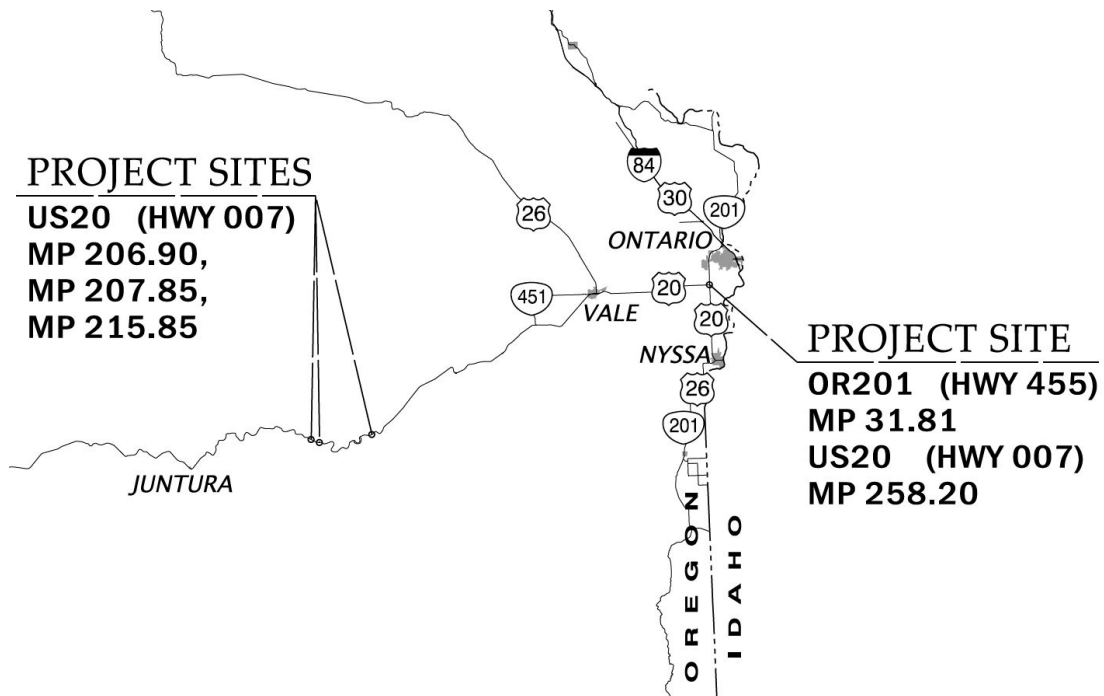 PROJECT SITES
US20 (HWY 007)
MP 206.90,
MP 207.85,
MP 215.85
84
30
201
26
ONTARIO
451
20
VALE
20
NYSSA
26
201
JUNTURA
PROJECT SITE
OR201 (HWY 455)
MP 31.81
US20 (HWY 007)
MP 258.20
OREGON
IDAHO